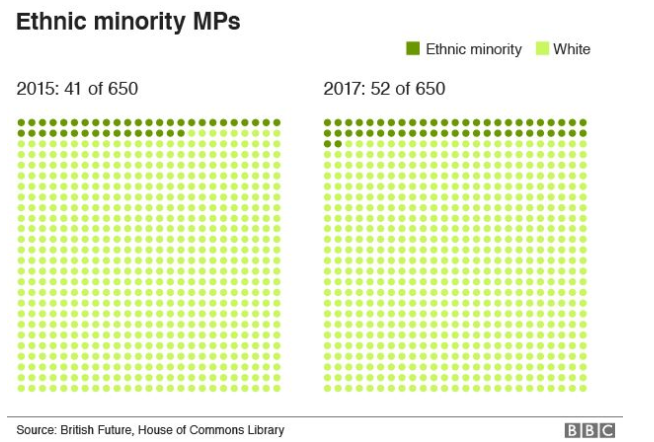 Ethnic minority MPs
Ethnic minority White
2015: 41 of 650
2017: 52 of 650
Source: British Future, House of Commons Library
BBC